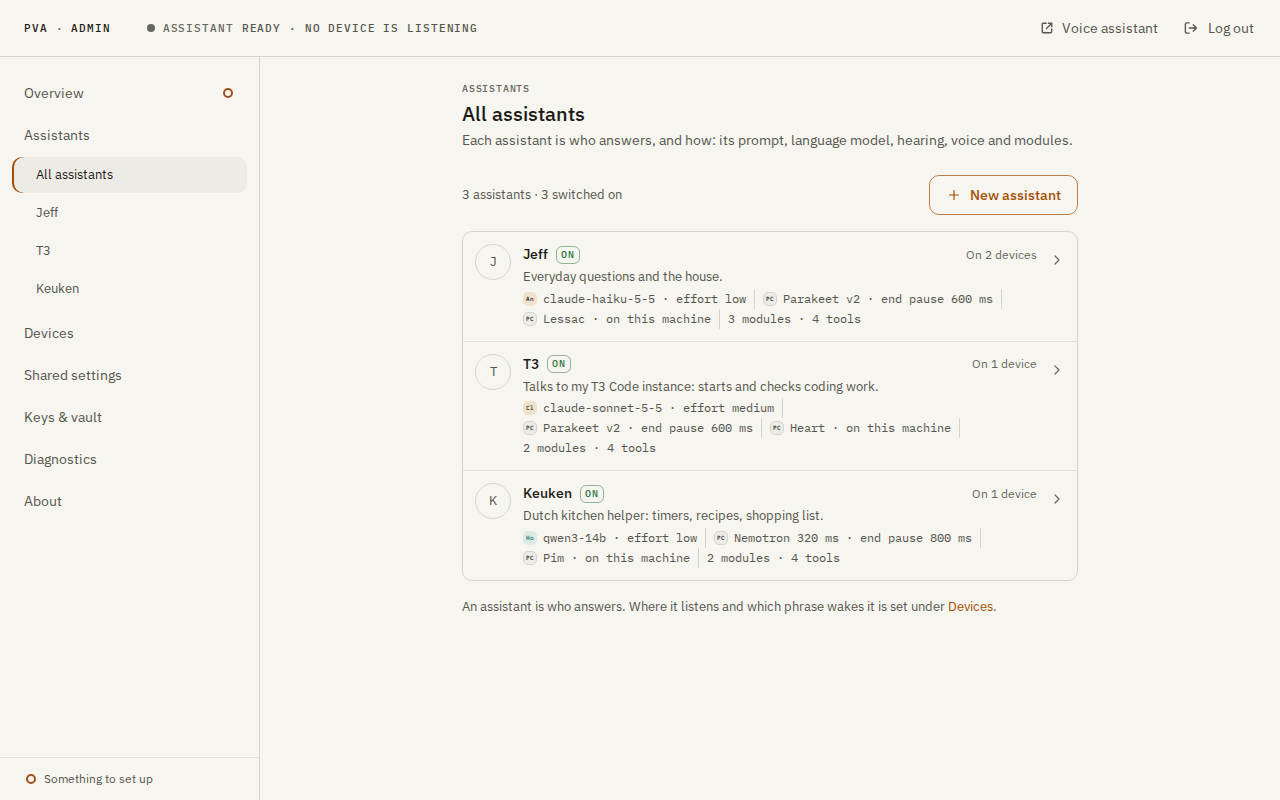 PVA · ADMIN
ASSISTANT READY · NO DEVICE IS LISTENING
Voice assistant
Log out
Overview
Assistants
All assistants
Jeff
T3
Keuken
Devices
Shared settings
Keys & vault
Diagnostics
About
Something to set up
ASSISTANTS
All assistants
Each assistant is who answers, and how: its prompt, language model, hearing, voice and modules.
3 assistants · 3 switched on
New assistant
J
Jeff ON
On 2 devices
Everyday questions and the house.
An claude-haiku-5-5 · effort low PC Parakeet v2 · end pause 600 ms
PC Lessac · on this machine 3 modules · 4 tools
T
T3 ON
On 1 device
Talks to my T3 Code instance: starts and checks coding work.
Cl claude-sonnet-5-5 · effort medium
PC Parakeet v2 · end pause 600 ms PC Heart · on this machine
2 modules · 4 tools
K
Keuken ON
On 1 device
Dutch kitchen helper: timers, recipes, shopping list.
Ho qwen3-14b · effort low PC Nemotron 320 ms · end pause 800 ms
PC Pim · on this machine 2 modules · 4 tools
An assistant is who answers. Where it listens and which phrase wakes it is set under Devices.